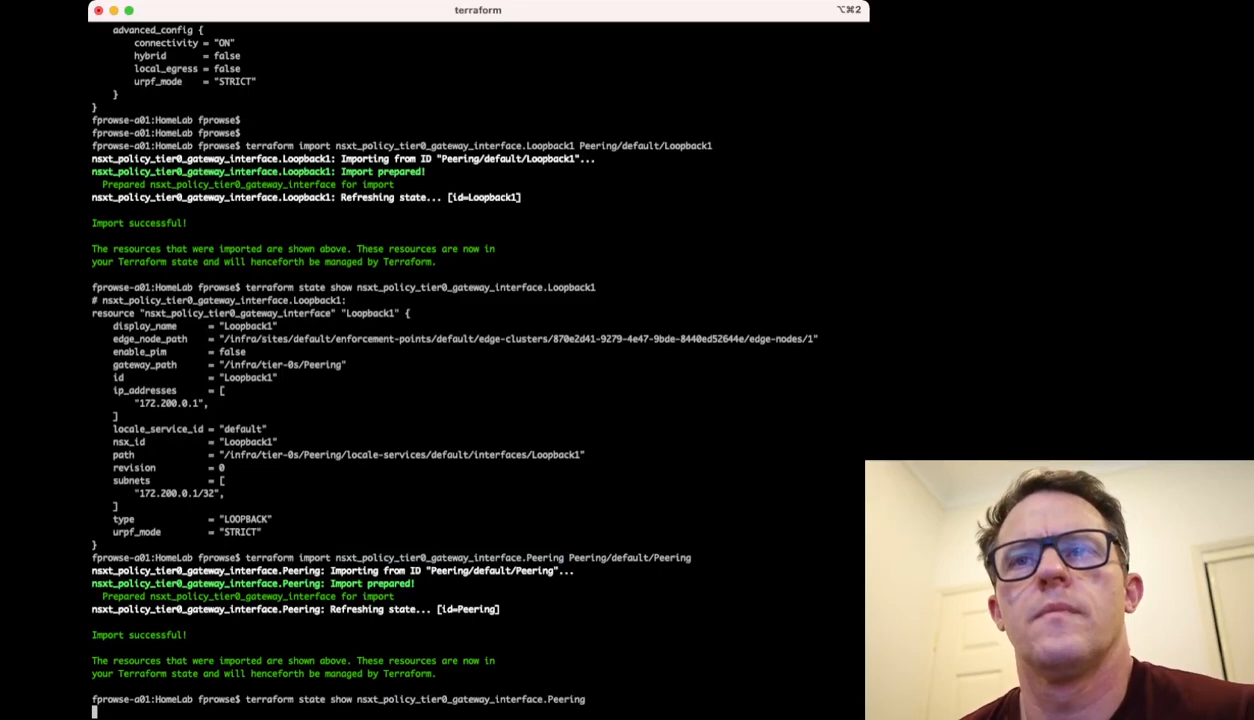 terraform
⌥⌘2
advanced_config {
connectivity = "ON"
hybrid = false
local_egress = false
urpf_mode = "STRICT"
}
}
fprowse-a01:HomeLab fprowse$
fprowse-a01:HomeLab fprowse$
fprowse-a01:HomeLab fprowse$ terraform import nsxt_policy_tier0_gateway_interface.Loopback1 Peering/default/Loopback1
nsxt_policy_tier0_gateway_interface.Loopback1: Importing from ID "Peering/default/Loopback1"...
nsxt_policy_tier0_gateway_interface.Loopback1: Import prepared!
Prepared nsxt_policy_tier0_gateway_interface for import
nsxt_policy_tier0_gateway_interface.Loopback1: Refreshing state... [id=Loopback1]
Import successful!
The resources that were imported are shown above. These resources are now in
your Terraform state and will henceforth be managed by Terraform.
fprowse-a01:HomeLab fprowse$ terraform state show nsxt_policy_tier0_gateway_interface.Loopback1
# nsxt_policy_tier0_gateway_interface.Loopback1:
resource "nsxt_policy_tier0_gateway_interface" "Loopback1" {
display_name = "Loopback1"
edge_node_path = "/infra/sites/default/enforcement-points/default/edge-clusters/870e2d41-9279-4e47-9bde-8440ed52644e/edge-nodes/1"
enable_pim = false
gateway_path = "/infra/tier-0s/Peering"
id = "Loopback1"
ip_addresses = [
"172.200.0.1",
]
locale_service_id = "default"
nsx_id = "Loopback1"
path = "/infra/tier-0s/Peering/locale-services/default/interfaces/Loopback1"
revision = 0
subnets = [
"172.200.0.1/32",
]
type = "LOOPBACK"
urpf_mode = "STRICT"
}
fprowse-a01:HomeLab fprowse$ terraform import nsxt_policy_tier0_gateway_interface.Peering Peering/default/Peering
nsxt_policy_tier0_gateway_interface.Peering: Importing from ID "Peering/default/Peering"...
nsxt_policy_tier0_gateway_interface.Peering: Import prepared!
Prepared nsxt_policy_tier0_gateway_interface for import
nsxt_policy_tier0_gateway_interface.Peering: Refreshing state... [id=Peering]
Import successful!
The resources that were imported are shown above. These resources are now in
your Terraform state and will henceforth be managed by Terraform.
fprowse-a01:HomeLab fprowse$ terraform state show nsxt_policy_tier0_gateway_interface.Peering